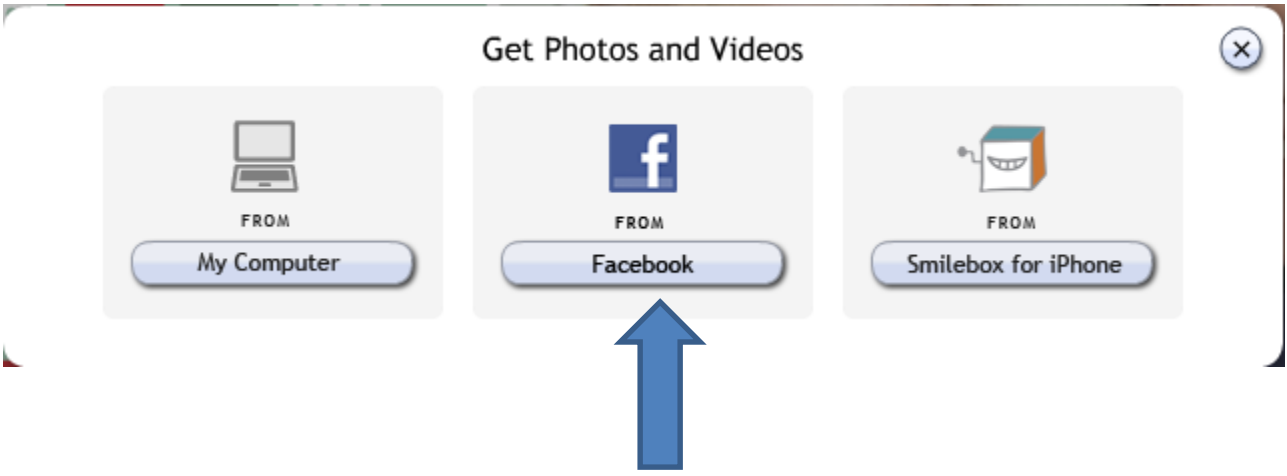 Get Photos and Videos
FROM
My Computer
FROM
Facebook
FROM
Smilebox for iPhone